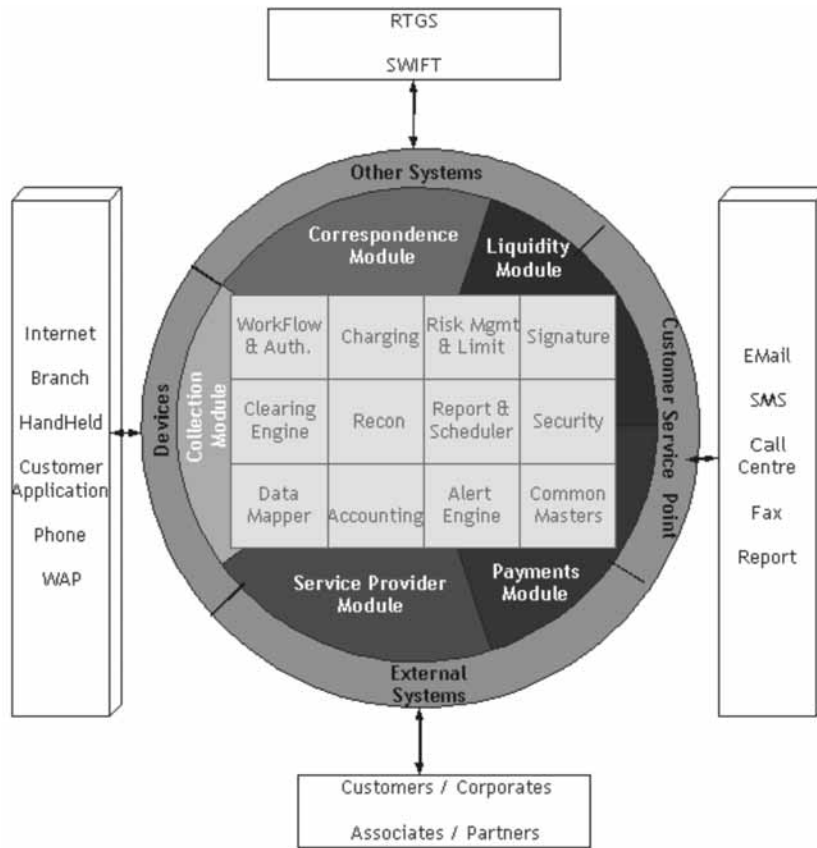 RTGS
SWIFT
Other Systems
Correspondence
Module
Liquidity
Module
Internet
Branch
HandHeld
Customer
Application
Phone
WAP
Devices
Collection
Module
WorkFlow
& Auth.
Charging
Risk Mgmt
& Limit
Signature
Clearing
Engine
Recon
Report &
Scheduler
Security
Data
Mapper
Accounting
Alert
Engine
Common
Masters
Customer Service Point
EMail
SMS
Call
Centre
Fax
Report
Service Provider
Module
Payments
Module
External
Systems
Customers / Corporates
Associates / Partners